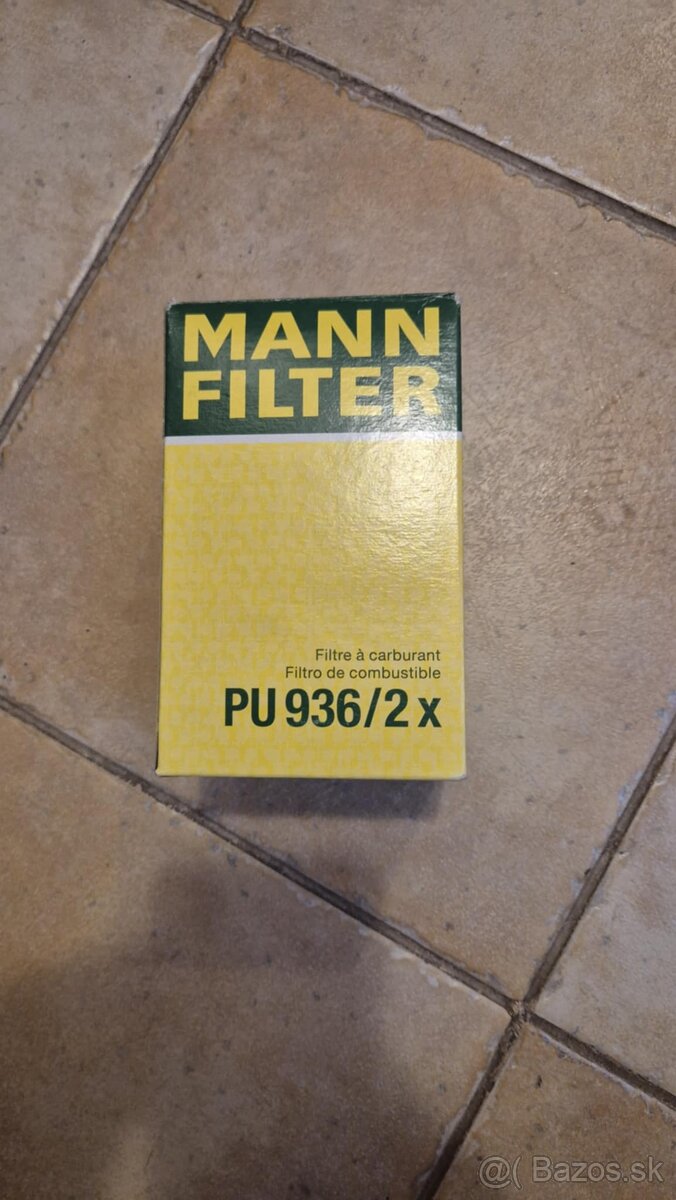 MANN
FILTER
Filtre à carburant
Filtro de combustible
PU 936/2 x
@( Bazos.sk